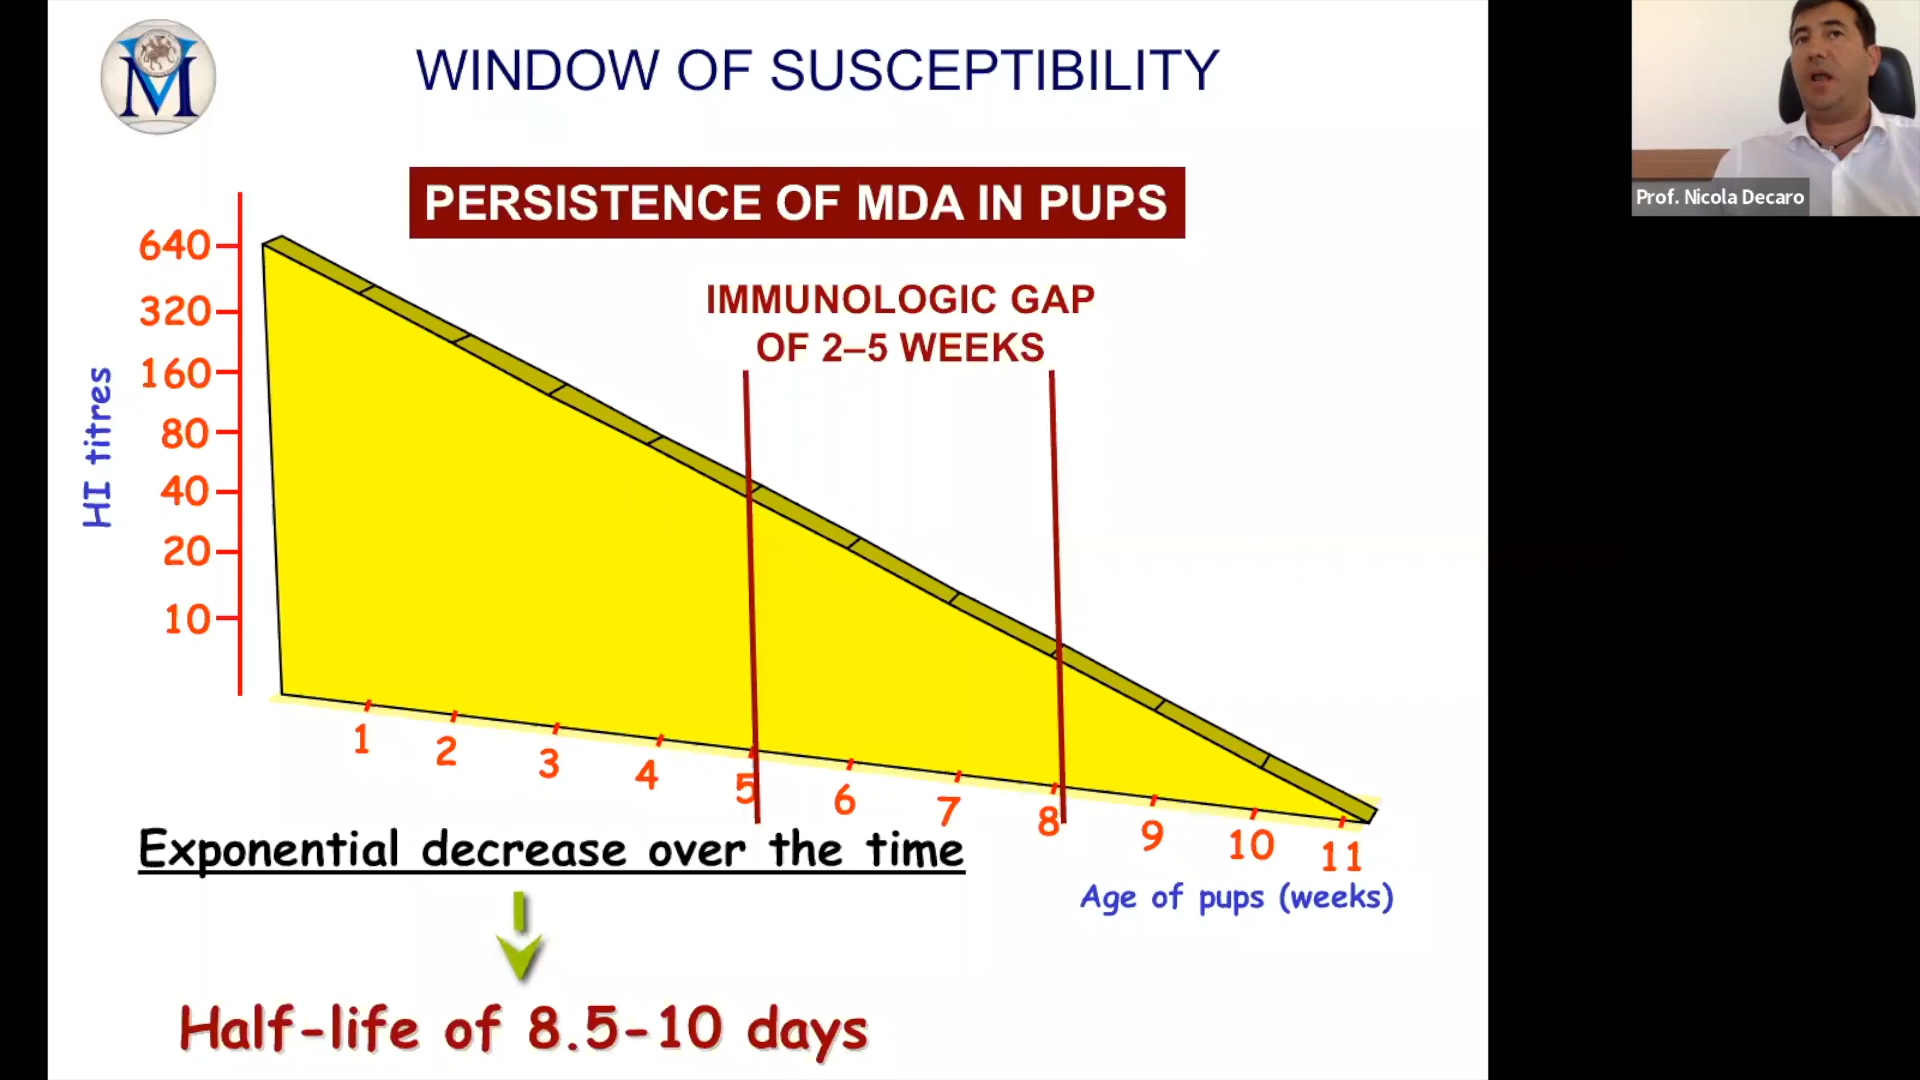 WINDOW OF SUSCEPTIBILITY
Prof. Nicola Decaro
PERSISTENCE OF MDA IN PUPS
IMMUNOLOGIC GAP
OF 2–5 WEEKS
HI titres
640
320
160
80
40
20
10
1
2
3
4
5
6
7
8
9
10
11
Age of pups (weeks)
Exponential decrease over the time
Half-life of 8.5-10 days